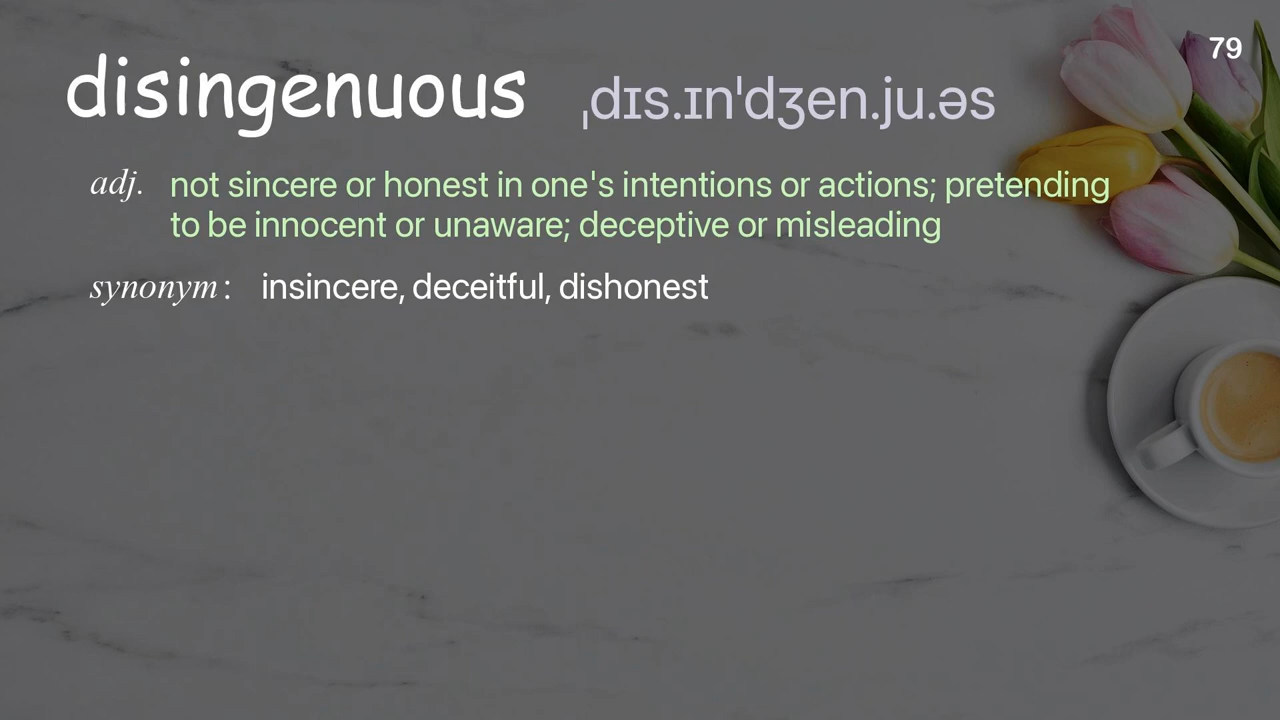 79
disingenuous ˌdɪs.ɪnˈdʒen.ju.əs
adj. not sincere or honest in one's intentions or actions; pretending
to be innocent or unaware; deceptive or misleading
synonym: insincere, deceitful, dishonest